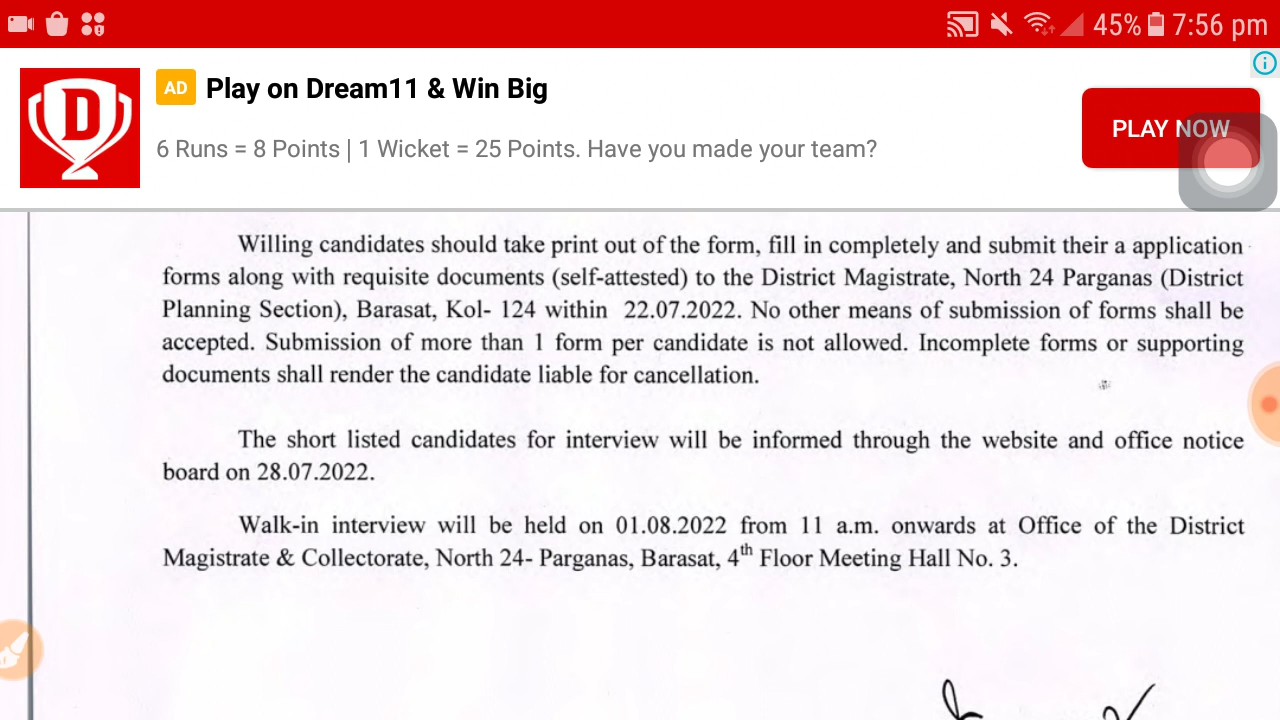 45% 7:56 pm
AD Play on Dream11 & Win Big
6 Runs = 8 Points | 1 Wicket = 25 Points. Have you made your team?
PLAY NOW
D
Willing candidates should take print out of the form, fill in completely and submit their a application
forms along with requisite documents (self-attested) to the District Magistrate, North 24 Parganas (District
Planning Section), Barasat, Kol- 124 within 22.07.2022. No other means of submission of forms shall be
accepted. Submission of more than 1 form per candidate is not allowed. Incomplete forms or supporting
documents shall render the candidate liable for cancellation.
The short listed candidates for interview will be informed through the website and office notice
board on 28.07.2022.
Walk-in interview will be held on 01.08.2022 from 11 a.m. onwards at Office of the District
Magistrate & Collectorate, North 24- Parganas, Barasat, 4th Floor Meeting Hall No. 3.